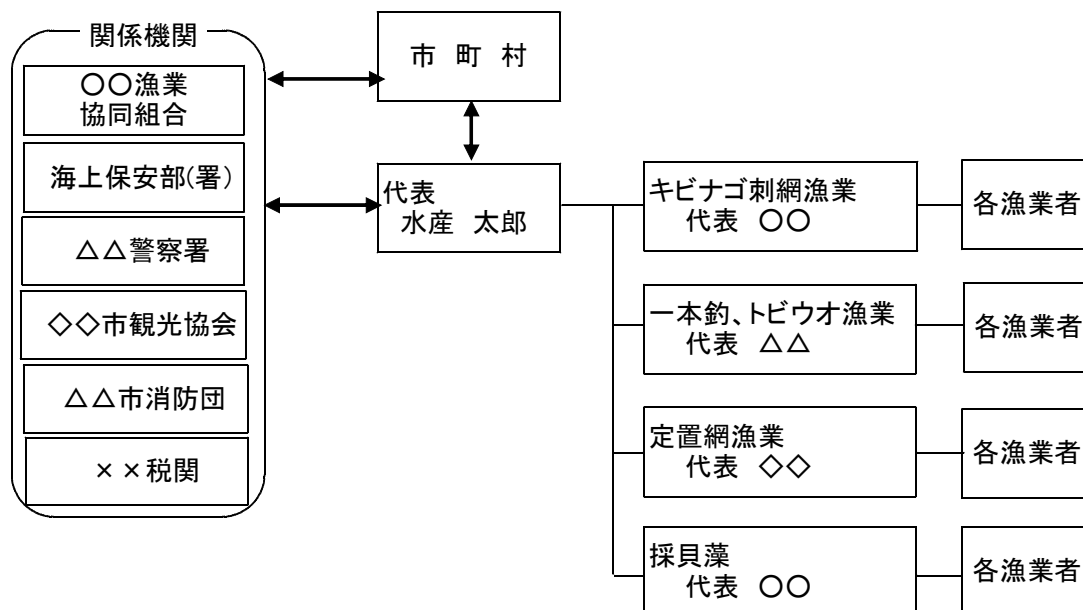 関係機関
〇〇漁業
協同組合
海上保安部(署)
△△警察署
◇◇市観光協会
△△市消防団
××税関
市 町 村
代表
水産 太郎
キビナゴ刺網漁業
代表 〇〇
各漁業者
一本釣、トビウオ漁業
代表 △△
各漁業者
定置網漁業
代表 ◇◇
各漁業者
採貝藻
代表 〇〇
各漁業者